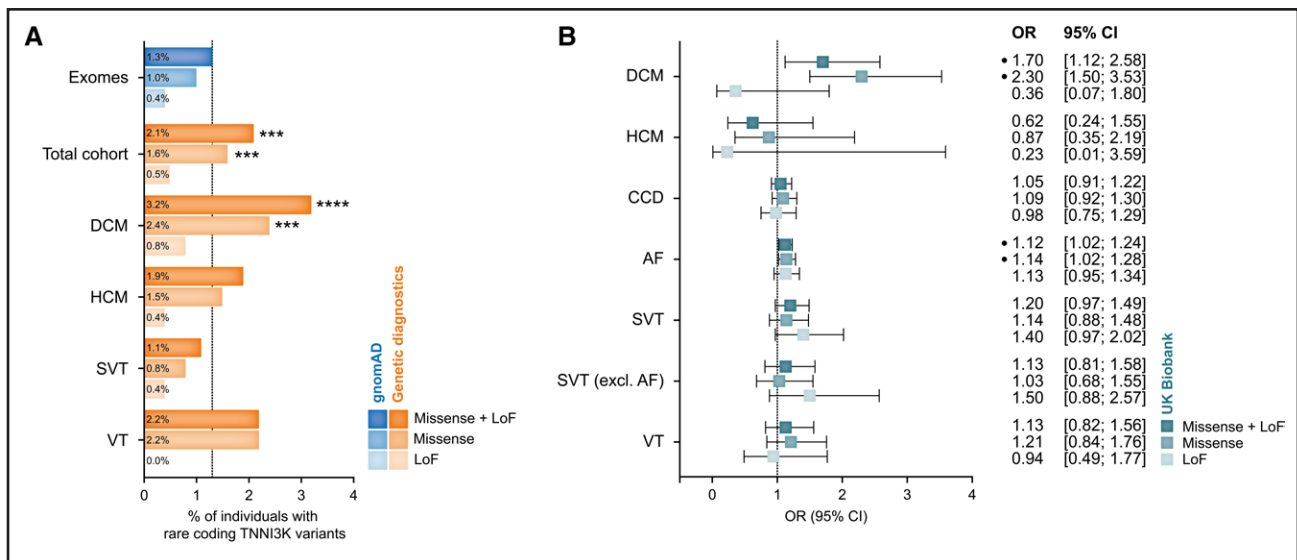 A
Exomes
1.3%
1.0%
0.4%
Total cohort
2.1% ***
1.6% ***
0.5%
DCM
3.2% ****
2.4% ***
0.8%
HCM
1.9%
1.5%
0.4%
SVT
1.1%
0.8%
0.4%
VT
2.2%
2.2%
0.0%
gnomAD
Genetic diagnostics
Missense + LoF
Missense
LoF
0 1 2 3 4
% of individuals with
rare coding TNNI3K variants
B
OR 95% CI
DCM
• 1.70 [1.12; 2.58]
• 2.30 [1.50; 3.53]
0.36 [0.07; 1.80]
HCM
0.62 [0.24; 1.55]
0.87 [0.35; 2.19]
0.23 [0.01; 3.59]
CCD
1.05 [0.91; 1.22]
1.09 [0.92; 1.30]
0.98 [0.75; 1.29]
AF
• 1.12 [1.02; 1.24]
• 1.14 [1.02; 1.28]
1.13 [0.95; 1.34]
SVT
1.20 [0.97; 1.49]
1.14 [0.88; 1.48]
1.40 [0.97; 2.02]
SVT (excl. AF)
1.13 [0.81; 1.58]
1.03 [0.68; 1.55]
1.50 [0.88; 2.57]
VT
1.13 [0.82; 1.56]
1.21 [0.84; 1.76]
0.94 [0.49; 1.77]
UK Biobank
Missense + LoF
Missense
LoF
0 1 2 3 4
OR (95% CI)